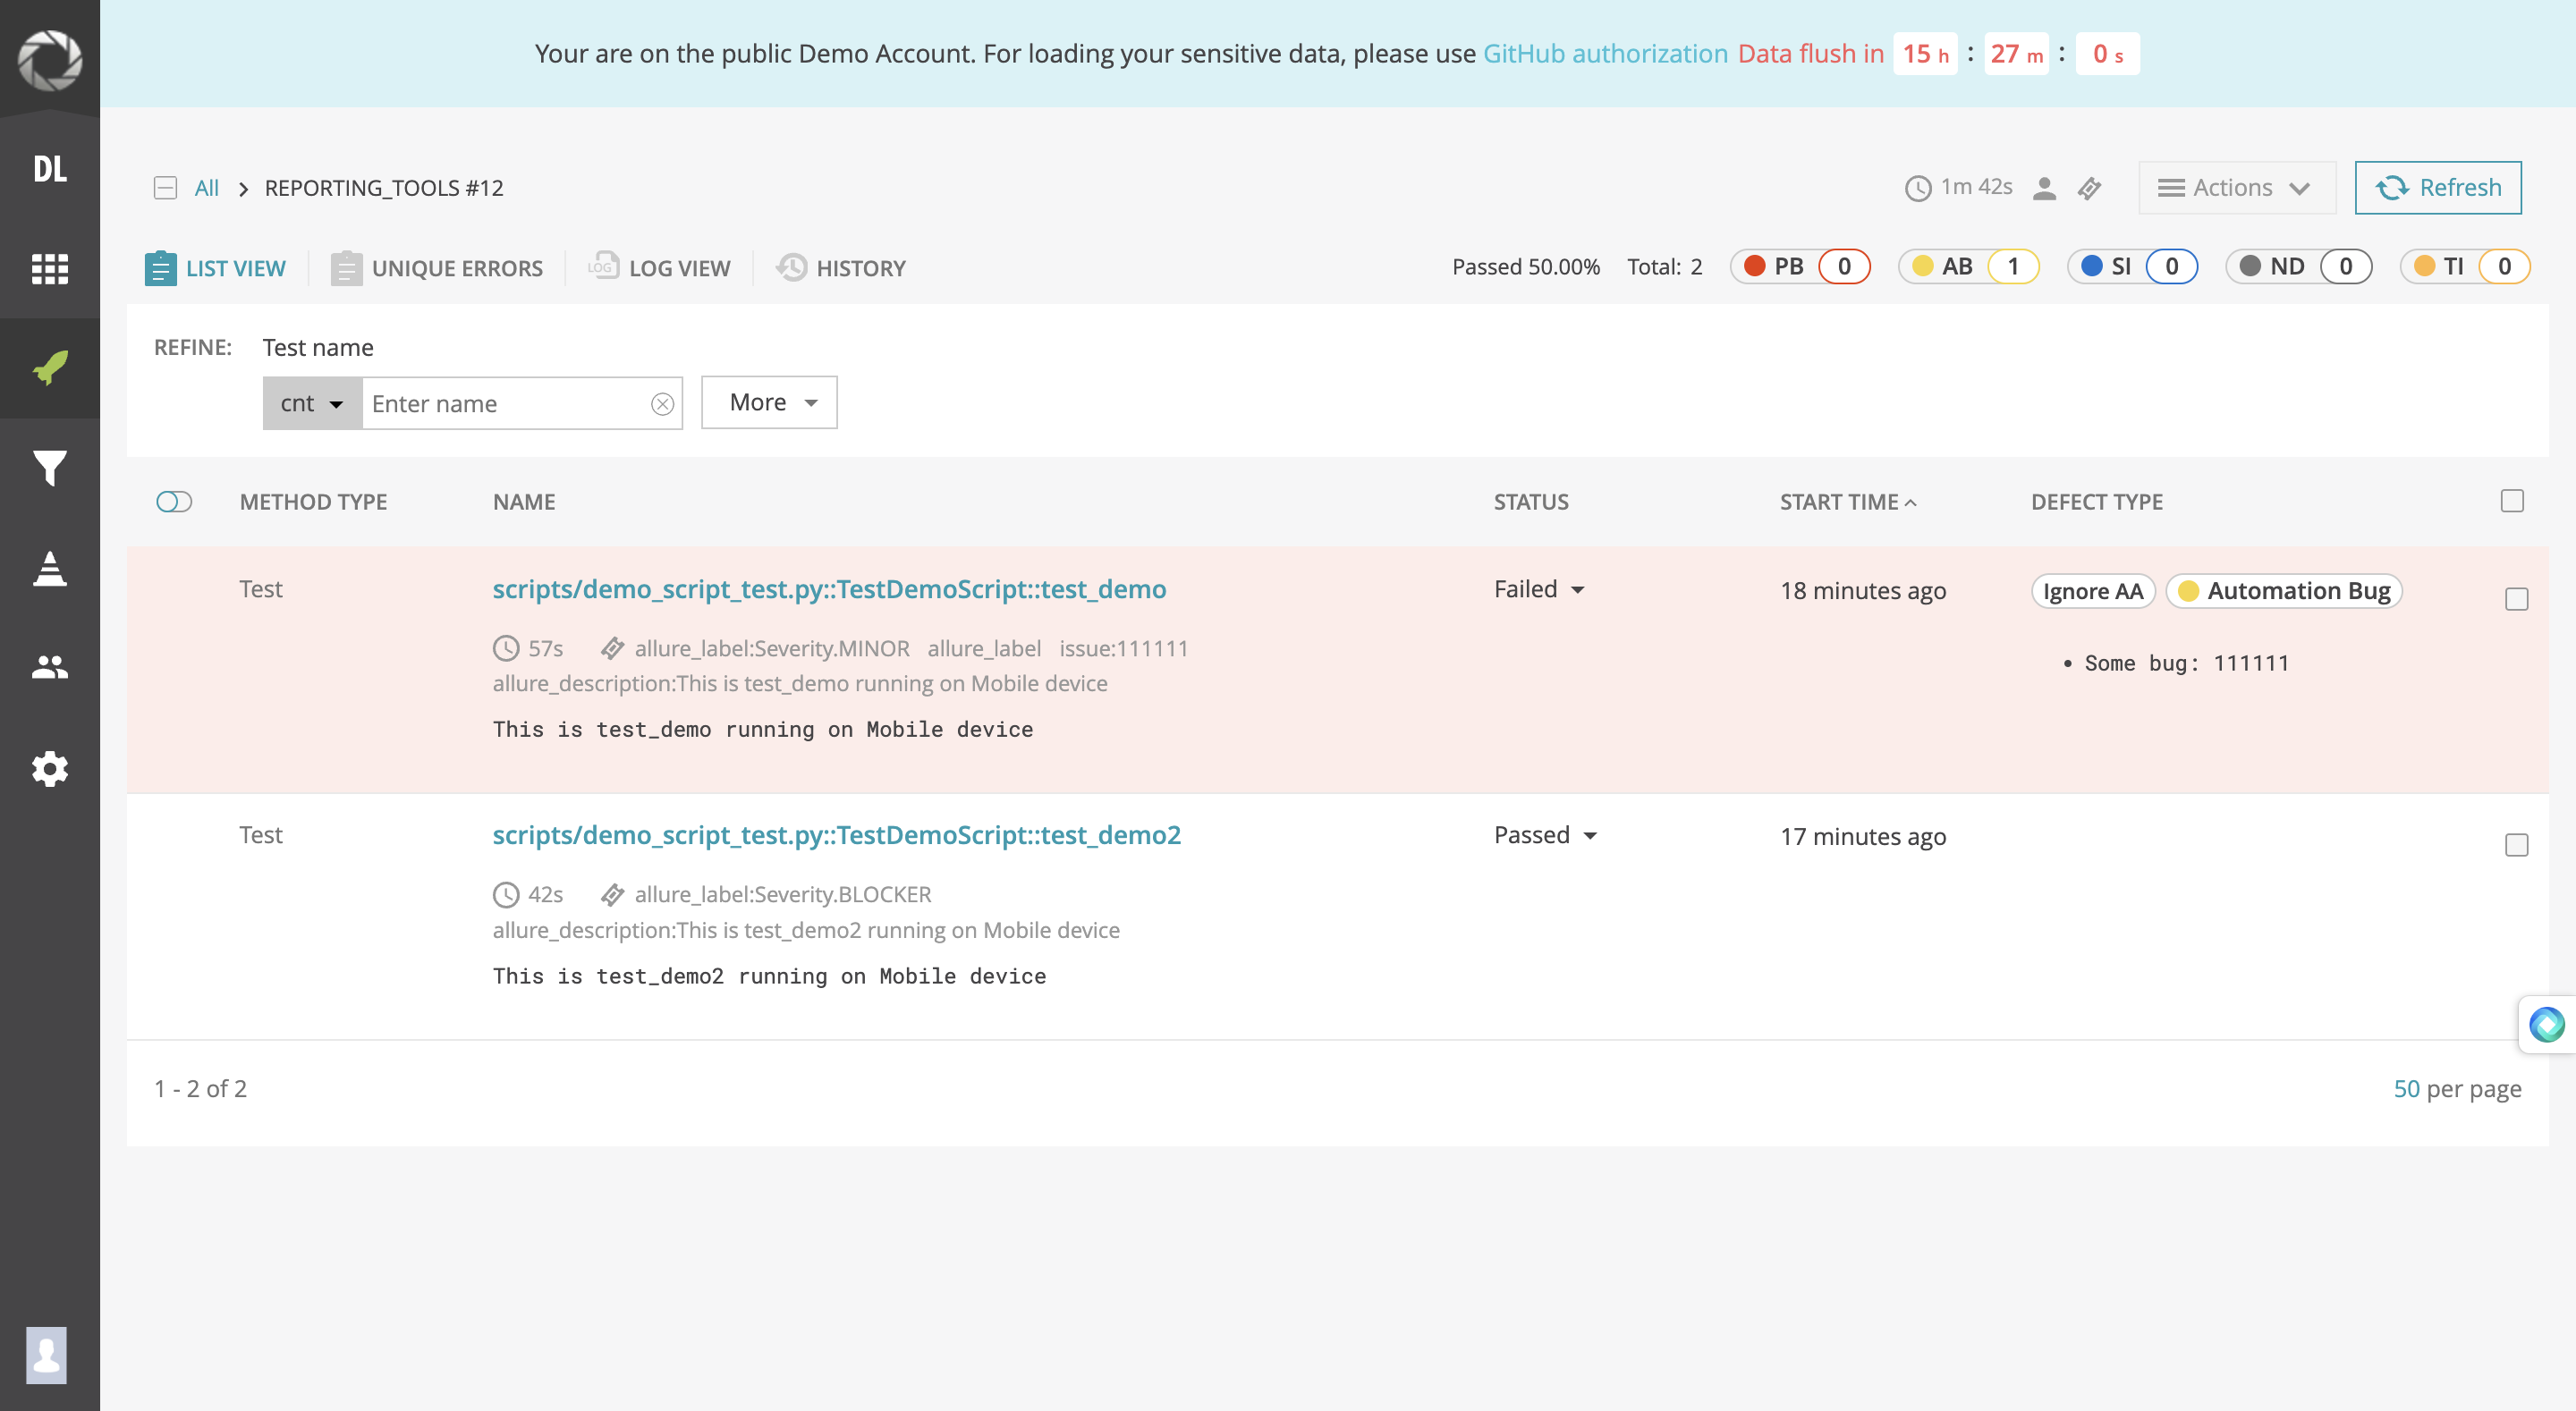 Your are on the public Demo Account. For loading your sensitive data, please use GitHub authorization Data flush in 15 h : 27 m : 0 s
DL
All > REPORTING_TOOLS #12
1m 42s
Actions
Refresh
LIST VIEW
UNIQUE ERRORS
LOG
LOG VIEW
HISTORY
Passed 50.00% Total: 2 PB 0 AB 1 SI 0 ND 0 TI 0
REFINE: Test name
cnt Enter name More
METHOD TYPE NAME STATUS START TIME DEFECT TYPE
Test scripts/demo_script_test.py::TestDemoScript::test_demo Failed 18 minutes ago Ignore AA Automation Bug
57s allure_label:Severity.MINOR allure_label issue:111111
• Some bug: 111111
allure_description:This is test_demo running on Mobile device
This is test_demo running on Mobile device
Test scripts/demo_script_test.py::TestDemoScript::test_demo2 Passed 17 minutes ago
42s allure_label:Severity.BLOCKER
allure_description:This is test_demo2 running on Mobile device
This is test_demo2 running on Mobile device
1 - 2 of 2
50 per page